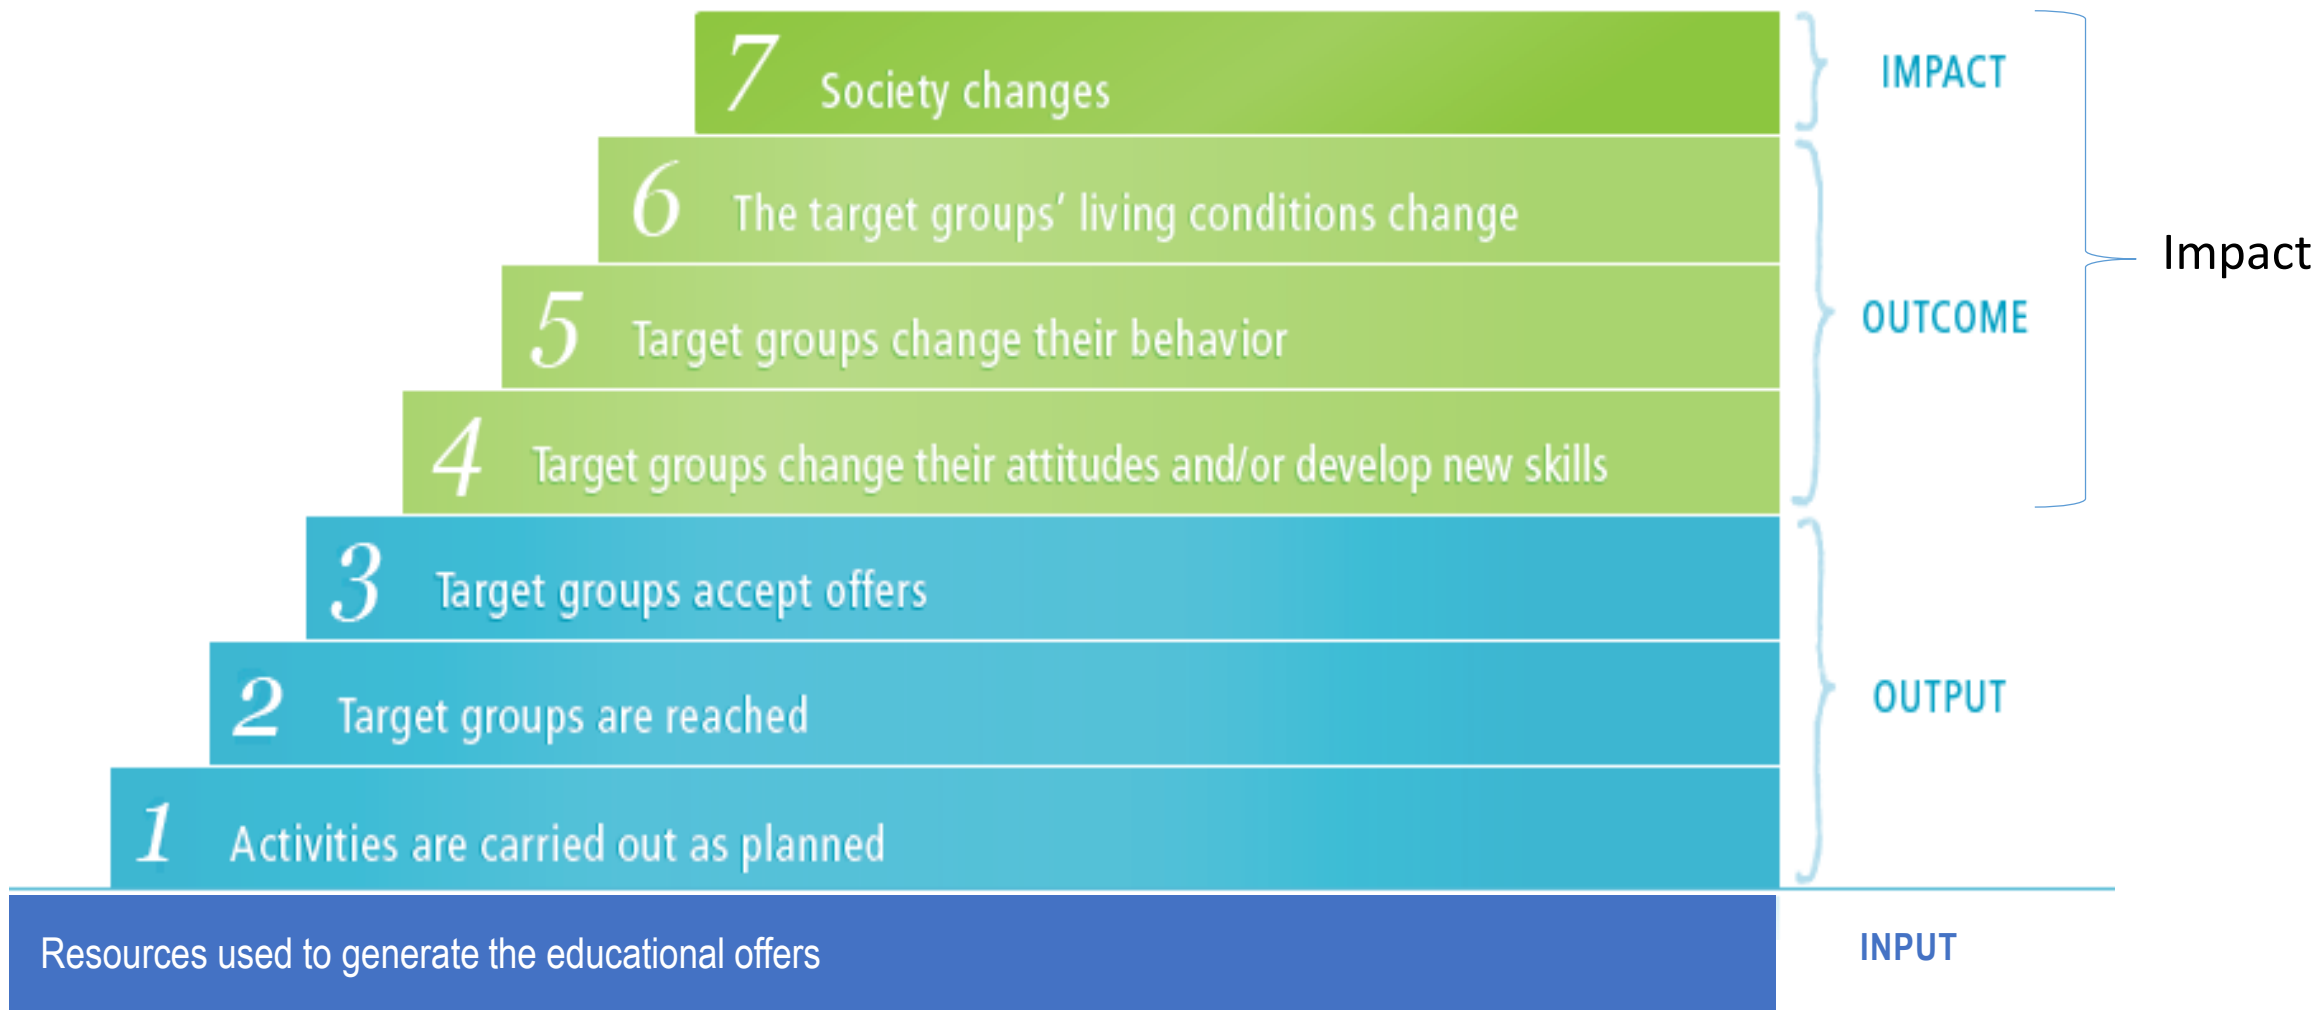 7 Society changes
IMPACT
6 The target groups’ living conditions change
Impact
5 Target groups change their behavior
OUTCOME
4 Target groups change their attitudes and/or develop new skills
3 Target groups accept offers
2 Target groups are reached
OUTPUT
1 Activities are carried out as planned
Resources used to generate the educational offers
INPUT